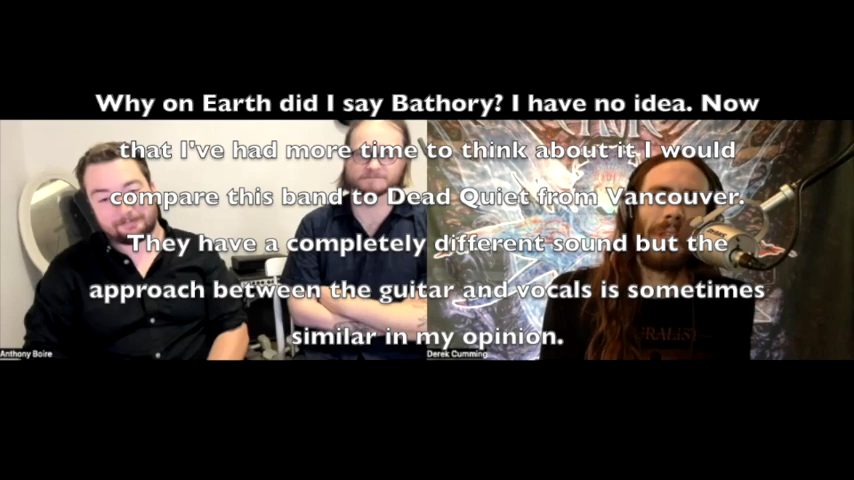 Why on Earth did I say Bathory? I have no idea. Now
that I've had more time to think about it I would
compare this band to Dead Quiet from Vancouver.
They have a completely different sound but the
approach between the guitar and vocals is sometimes
similar in my opinion.
Anthony Boire
Derek Cumming